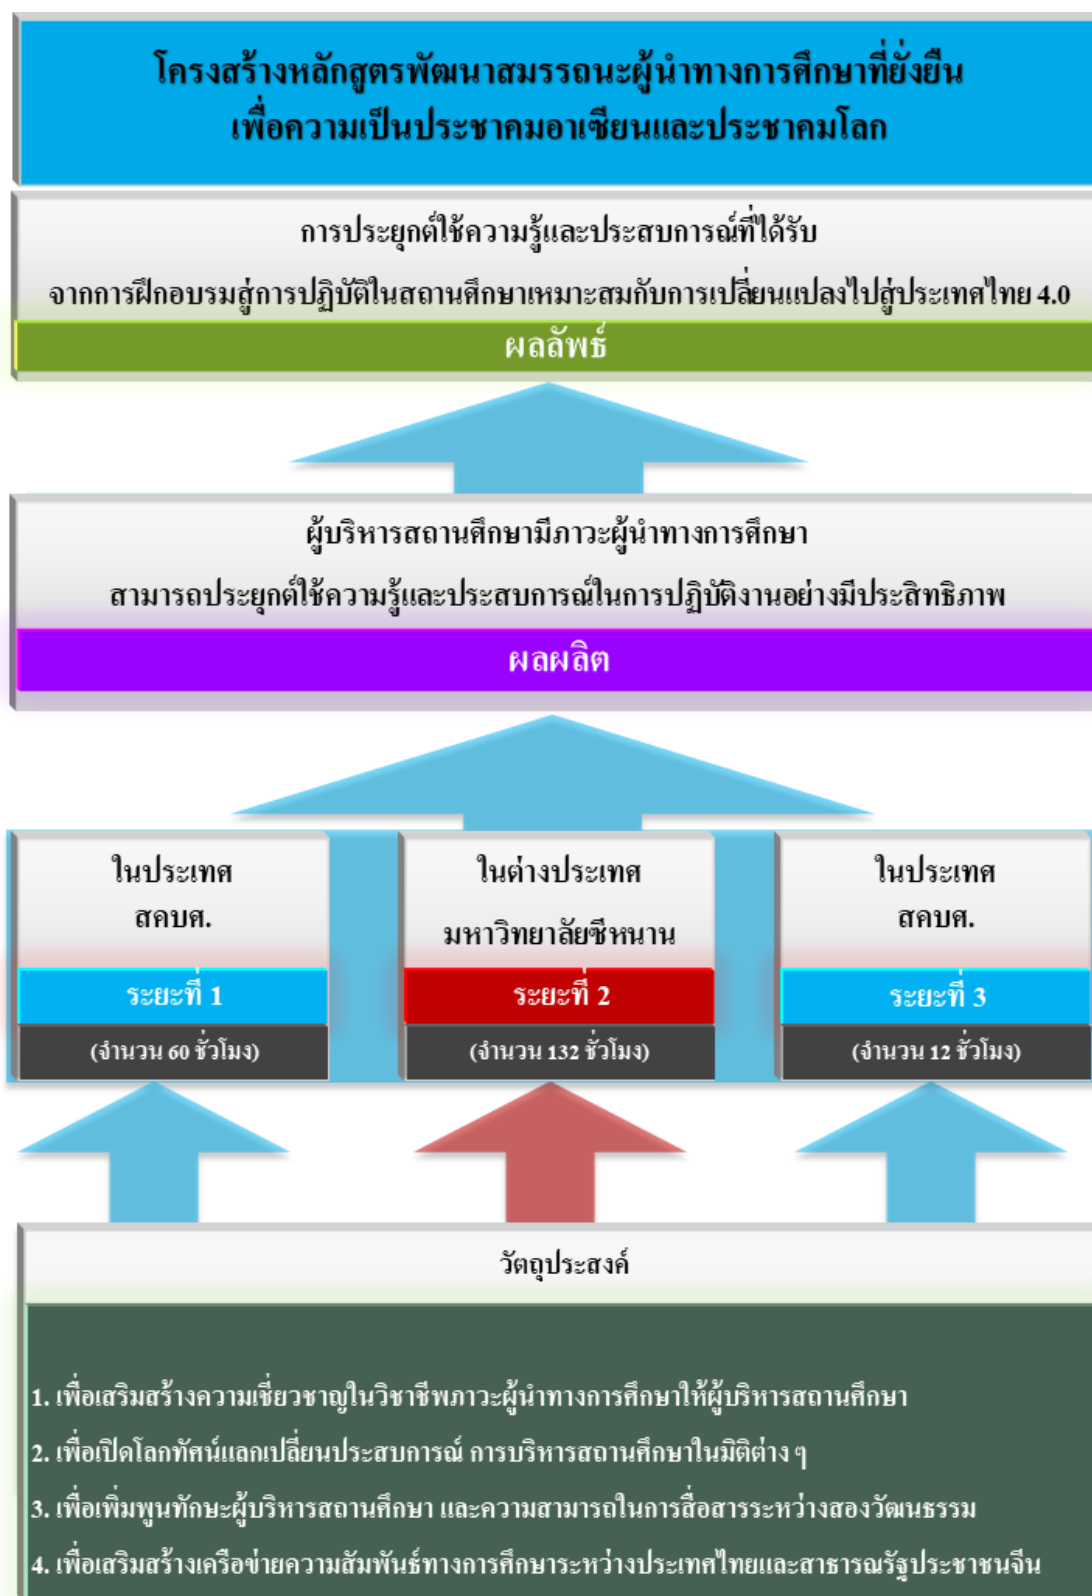 โครงสร้างหลักสูตรพัฒนาสมรรถนะผู้นำทางการศึกษาที่ยั่งยืน
เพื่อความเป็นประชาคมอาเซียนและประชาคมโลก
การประยุกต์ใช้ความรู้และประสบการณ์ที่ได้รับ
จากการฝึกอบรมสู่การปฏิบัติในสถานศึกษาเหมาะสมกับการเปลี่ยนแปลงไปสู่ประเทศไทย 4.0
ผลลัพธ์
ผู้บริหารสถานศึกษามีภาวะผู้นำทางการศึกษา
สามารถประยุกต์ใช้ความรู้และประสบการณ์ในการปฏิบัติงานอย่างมีประสิทธิภาพ
ผลผลิต
ในประเทศ
สคบศ.
ระยะที่ 1
(จำนวน 60 ชั่วโมง)
ในต่างประเทศ
มหาวิทยาลัยซีหนาน
ระยะที่ 2
(จำนวน 132 ชั่วโมง)
ในประเทศ
สคบศ.
ระยะที่ 3
(จำนวน 12 ชั่วโมง)
วัตถุประสงค์
1. เพื่อเสริมสร้างความเชี่ยวชาญในวิชาชีพภาวะผู้นำทางการศึกษาให้ผู้บริหารสถานศึกษา
2. เพื่อเปิดโลกทัศน์แลกเปลี่ยนประสบการณ์ การบริหารสถานศึกษาในมิติต่าง ๆ
3. เพื่อเพิ่มพูนทักษะผู้บริหารสถานศึกษา และความสามารถในการสื่อสารระหว่างสองวัฒนธรรม
4. เพื่อเสริมสร้างเครือข่ายความสัมพันธ์ทางการศึกษาระหว่างประเทศไทยและสาธารณรัฐประชาชนจีน